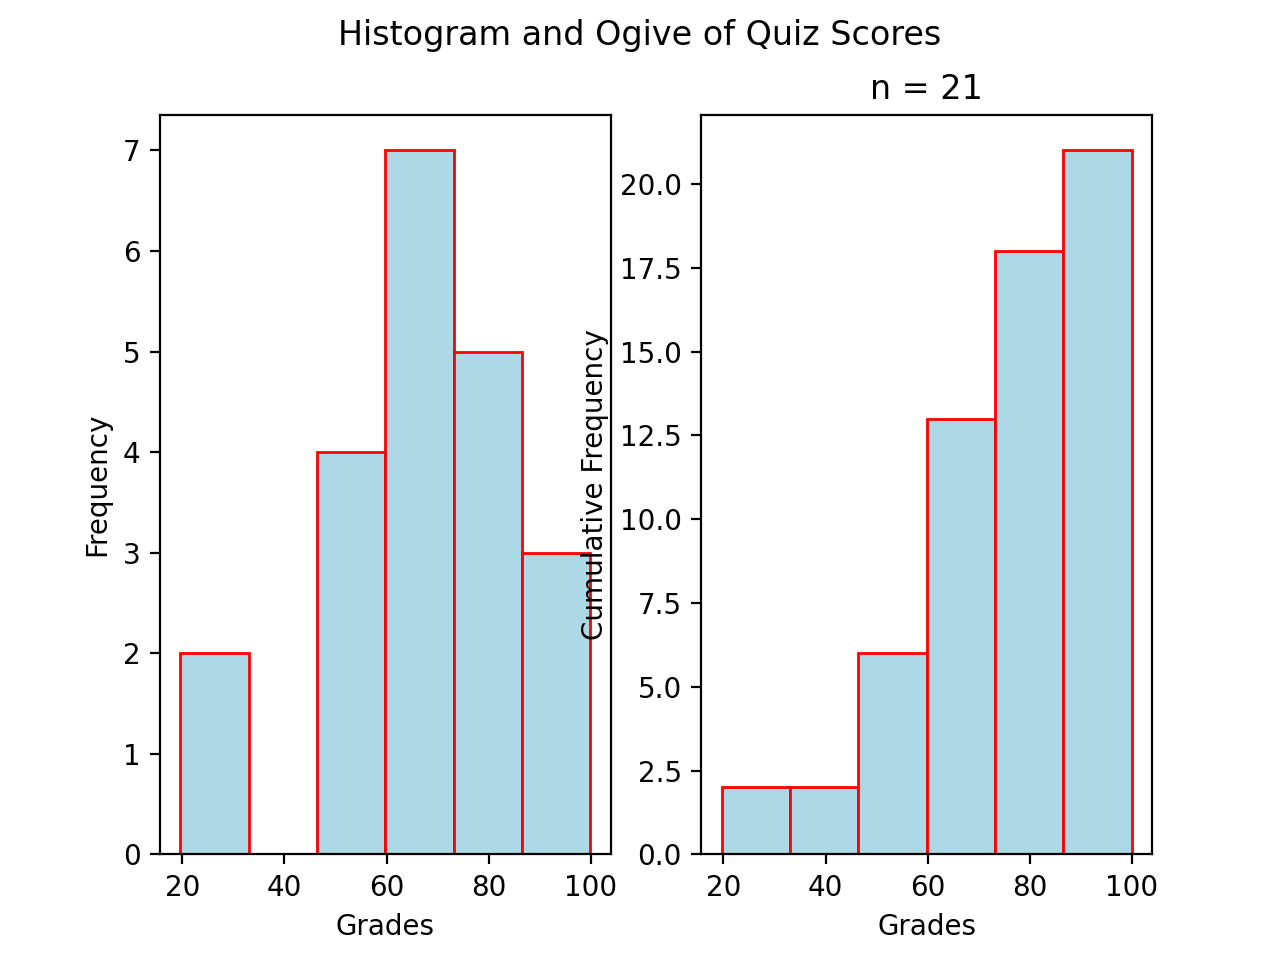 Histogram and Ogive of Quiz Scores
7
6
5
4
3
2
1
0
Frequency
20 40 60 80 100
Grades
n = 21
20.0
17.5
15.0
12.5
10.0
7.5
5.0
2.5
0.0
Cumulative Frequency
20 40 60 80 100
Grades